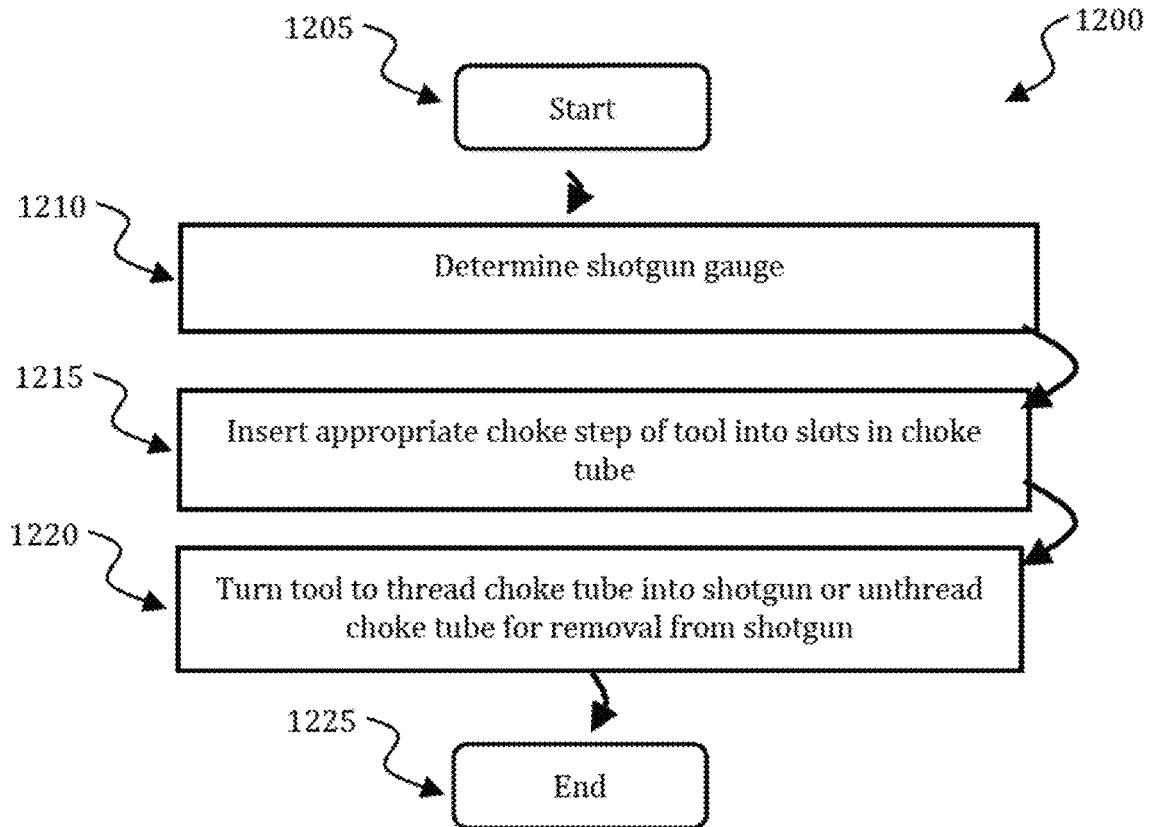 1205
1200
Start
1210
Determine shotgun gauge
1215
Insert appropriate choke step of tool into slots in choke
tube
1220
Turn tool to thread choke tube into shotgun or unthread
choke tube for removal from shotgun
1225
End